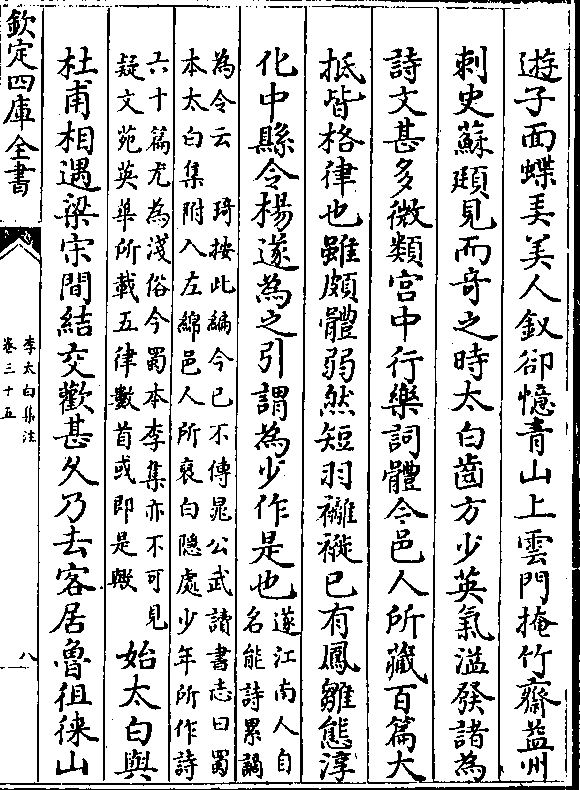 逰子面蝶羙美人釵卻憶青山上雲門掩竹齋益州
刺史蘇頲見而竒之時太白齒方少英氣溢發諸為
詩文甚多微類宫中行樂詞體今邑人所藏百篇大
抵皆格律也雖頗體弱然短羽褵褷已有鳳雛態淳
化中縣令楊遂為之引謂為少作是也遂江南人自
名能詩累謫
為令云　琦按此編今已不傳晁公武讀書志曰蜀
本太白集附入左綿邑人所裒白隠處少年所作詩
六十篇尤為淺俗今蜀本李集亦不可見
疑文苑英華所載五律數首或即是歟
始太白與
杜甫相遇梁宋間結交歡甚久乃去客居魯徂徠山
欽定四庫全書
李太白集注
卷三十五
八